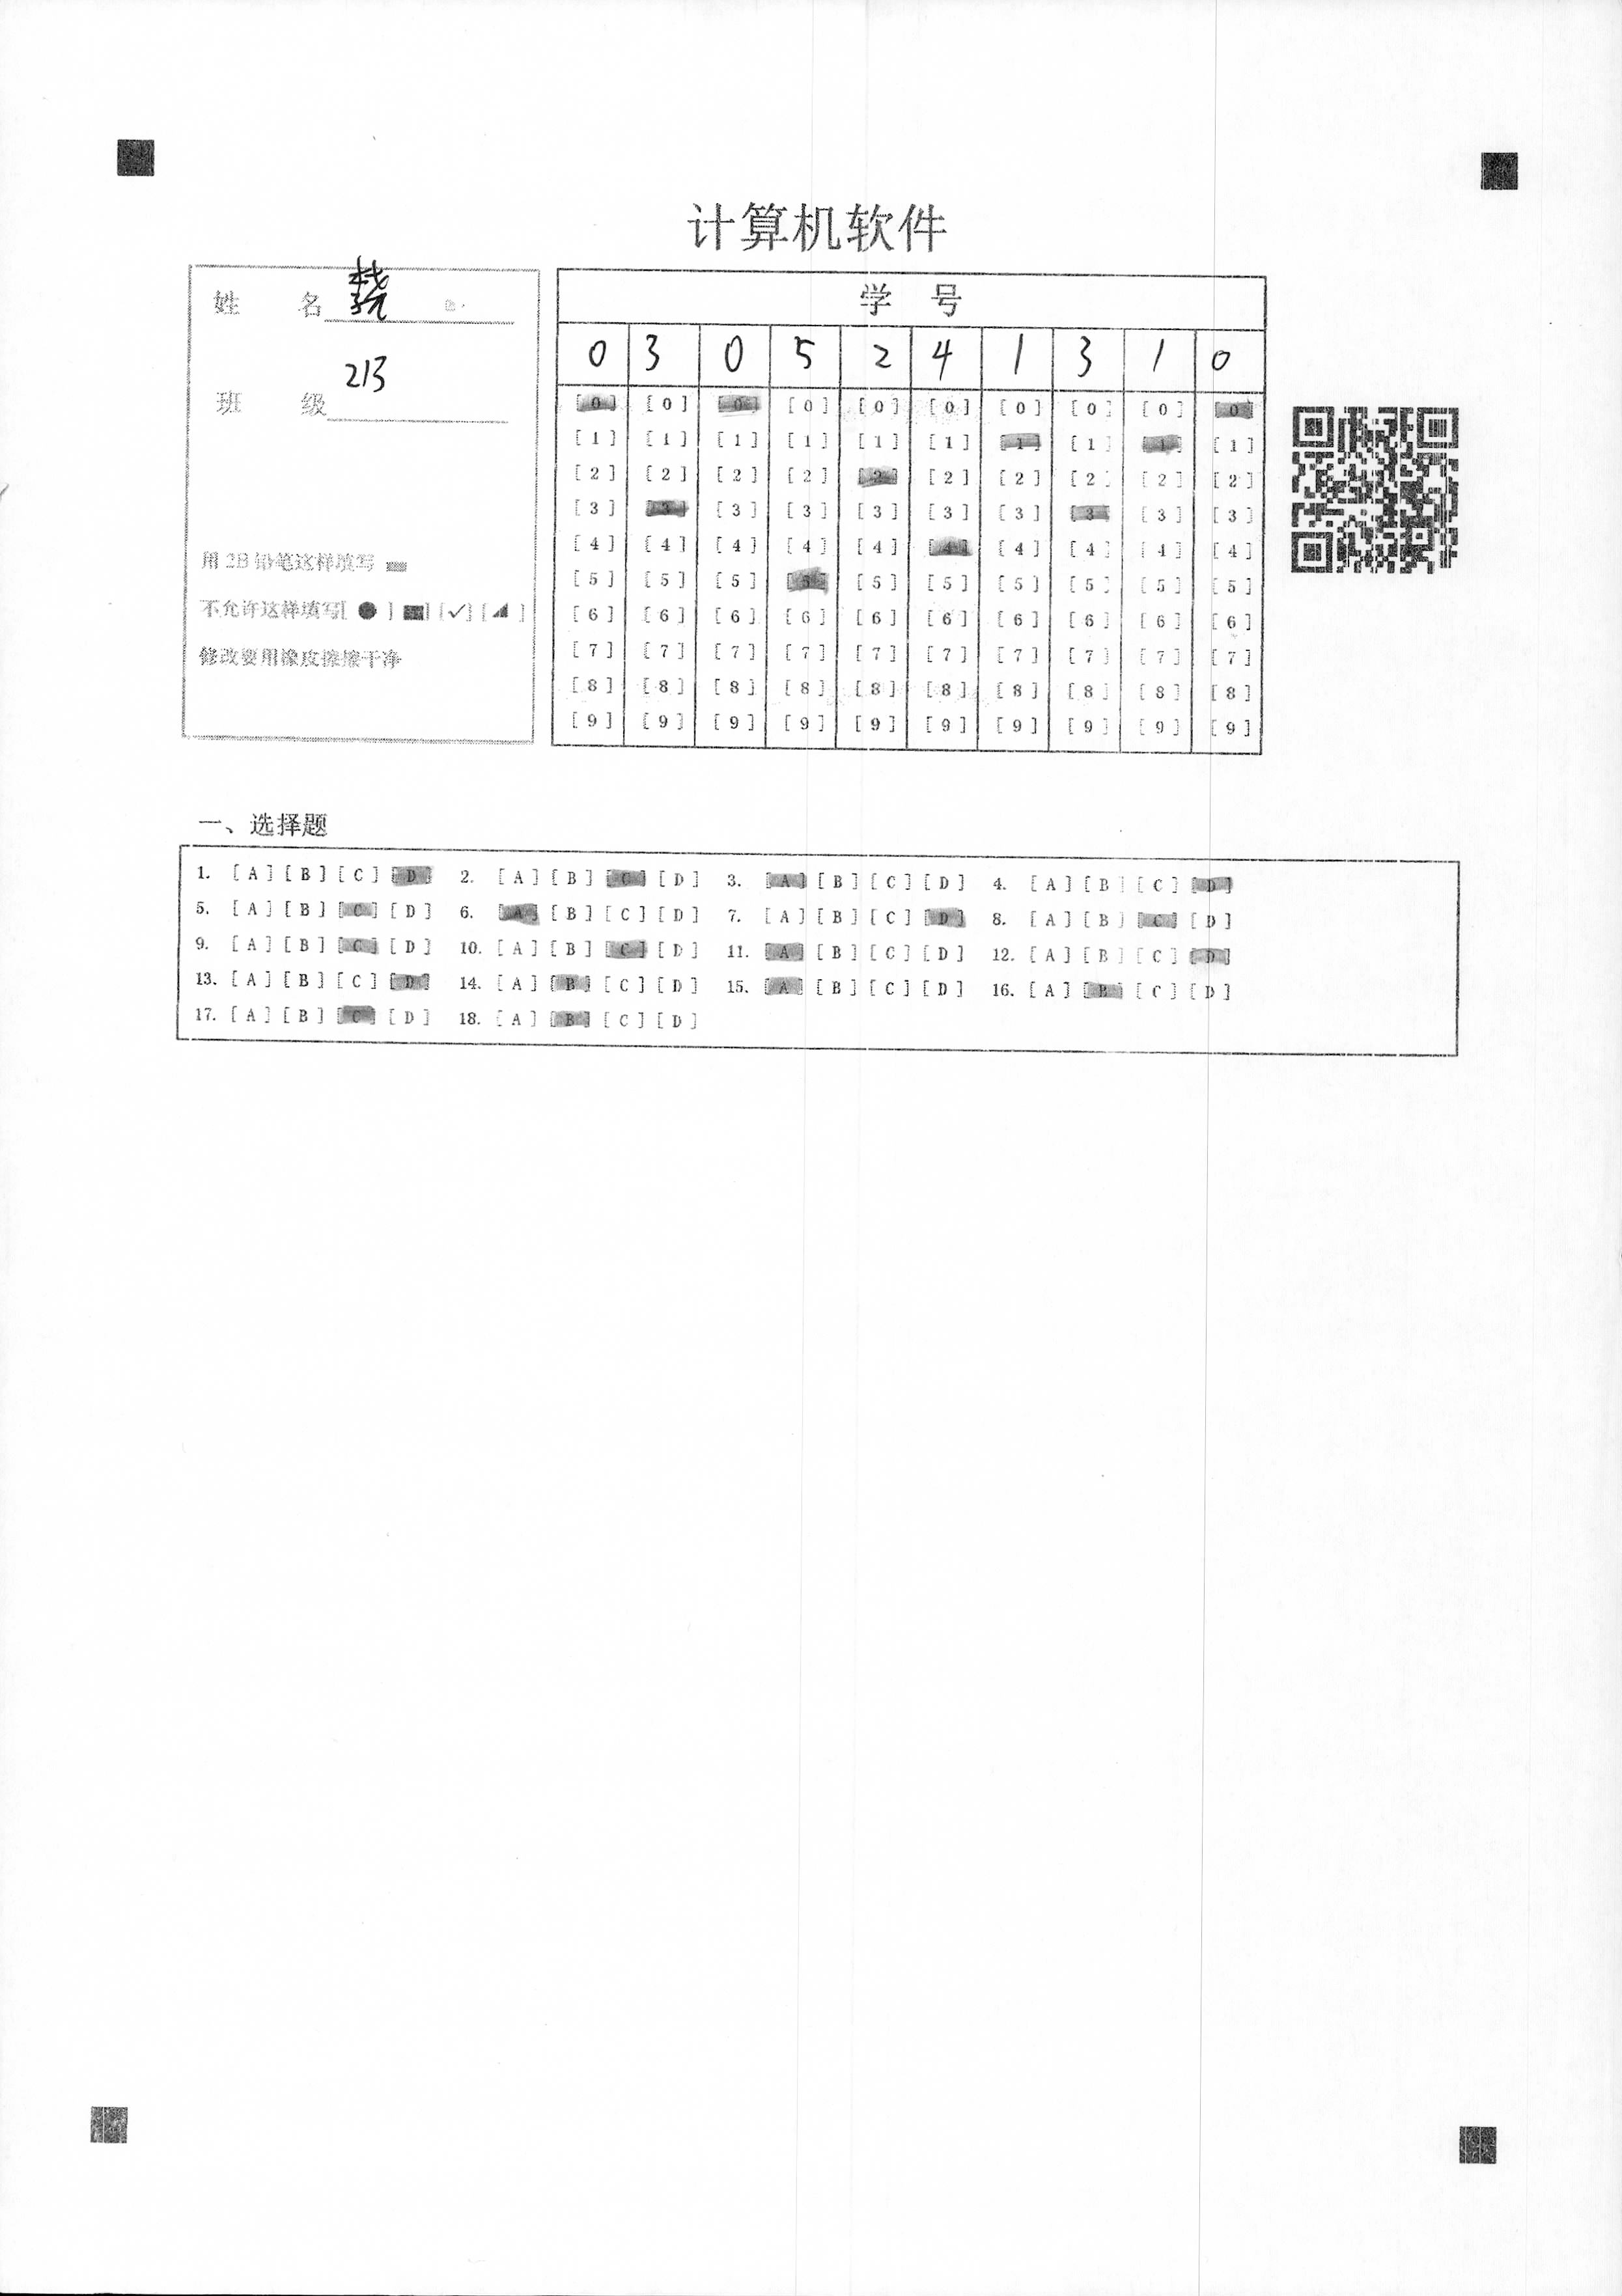 计算机软件
姓 名
班 级 213
用 2B 铅笔这样填写
不允许这样填写[ ● ] [■] [✓] [◢ ]
修改要用橡皮擦擦干净
学 号
0 3 0 5 2 4 1 3 1 0
[0] [0] [0] [0] [0] [0] [0] [0] [0] [0]
[1] [1] [1] [1] [1] [1] [1] [1] [1] [1]
[2] [2] [2] [2] [2] [2] [2] [2] [2] [2]
[3] [3] [3] [3] [3] [3] [3] [3] [3] [3]
[4] [4] [4] [4] [4] [4] [4] [4] [4] [4]
[5] [5] [5] [5] [5] [5] [5] [5] [5] [5]
[6] [6] [6] [6] [6] [6] [6] [6] [6] [6]
[7] [7] [7] [7] [7] [7] [7] [7] [7] [7]
[8] [8] [8] [8] [8] [8] [8] [8] [8] [8]
[9] [9] [9] [9] [9] [9] [9] [9] [9] [9]
一、选择题
1. [A] [B] [C] [D] 2. [A] [B] [C] [D] 3. [A] [B] [C] [D] 4. [A] [B] [C] [D]
5. [A] [B] [C] [D] 6. [A] [B] [C] [D] 7. [A] [B] [C] [D] 8. [A] [B] [C] [D]
9. [A] [B] [C] [D] 10. [A] [B] [C] [D] 11. [A] [B] [C] [D] 12. [A] [B] [C] [D]
13. [A] [B] [C] [D] 14. [A] [B] [C] [D] 15. [A] [B] [C] [D] 16. [A] [B] [C] [D]
17. [A] [B] [C] [D] 18. [A] [B] [C] [D]